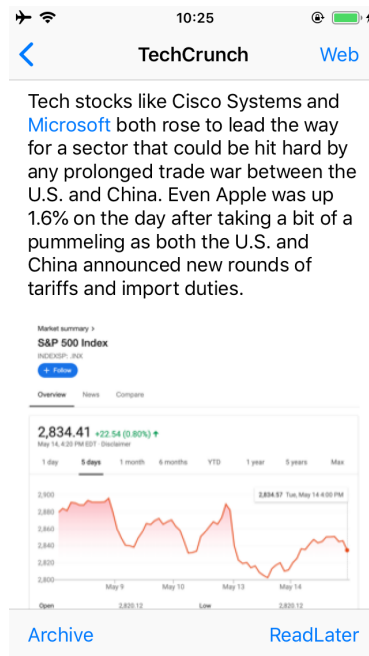 10:25
TechCrunch
Web
Tech stocks like Cisco Systems and
Microsoft both rose to lead the way
for a sector that could be hit hard by
any prolonged trade war between the
U.S. and China. Even Apple was up
1.6% on the day after taking a bit of a
pummeling as both the U.S. and
China announced new rounds of
tariffs and import duties.
Market summary >
S&P 500 Index
INDEXSP: .INX
+ Follow
Overview News Compare
2,834.41 +22.54 (0.80%) ↑
May 14, 4:20 PM EDT · Disclaimer
1 day 5 days 1 month 6 months YTD 1 year 5 years Max
2,834.57 Tue, May 14 4:00 PM
2,900
2,880
2,860
2,840
2,820
2,800
May 9 May 10 May 13 May 14
Open 2,820.12 Low 2,820.12
Archive
ReadLater